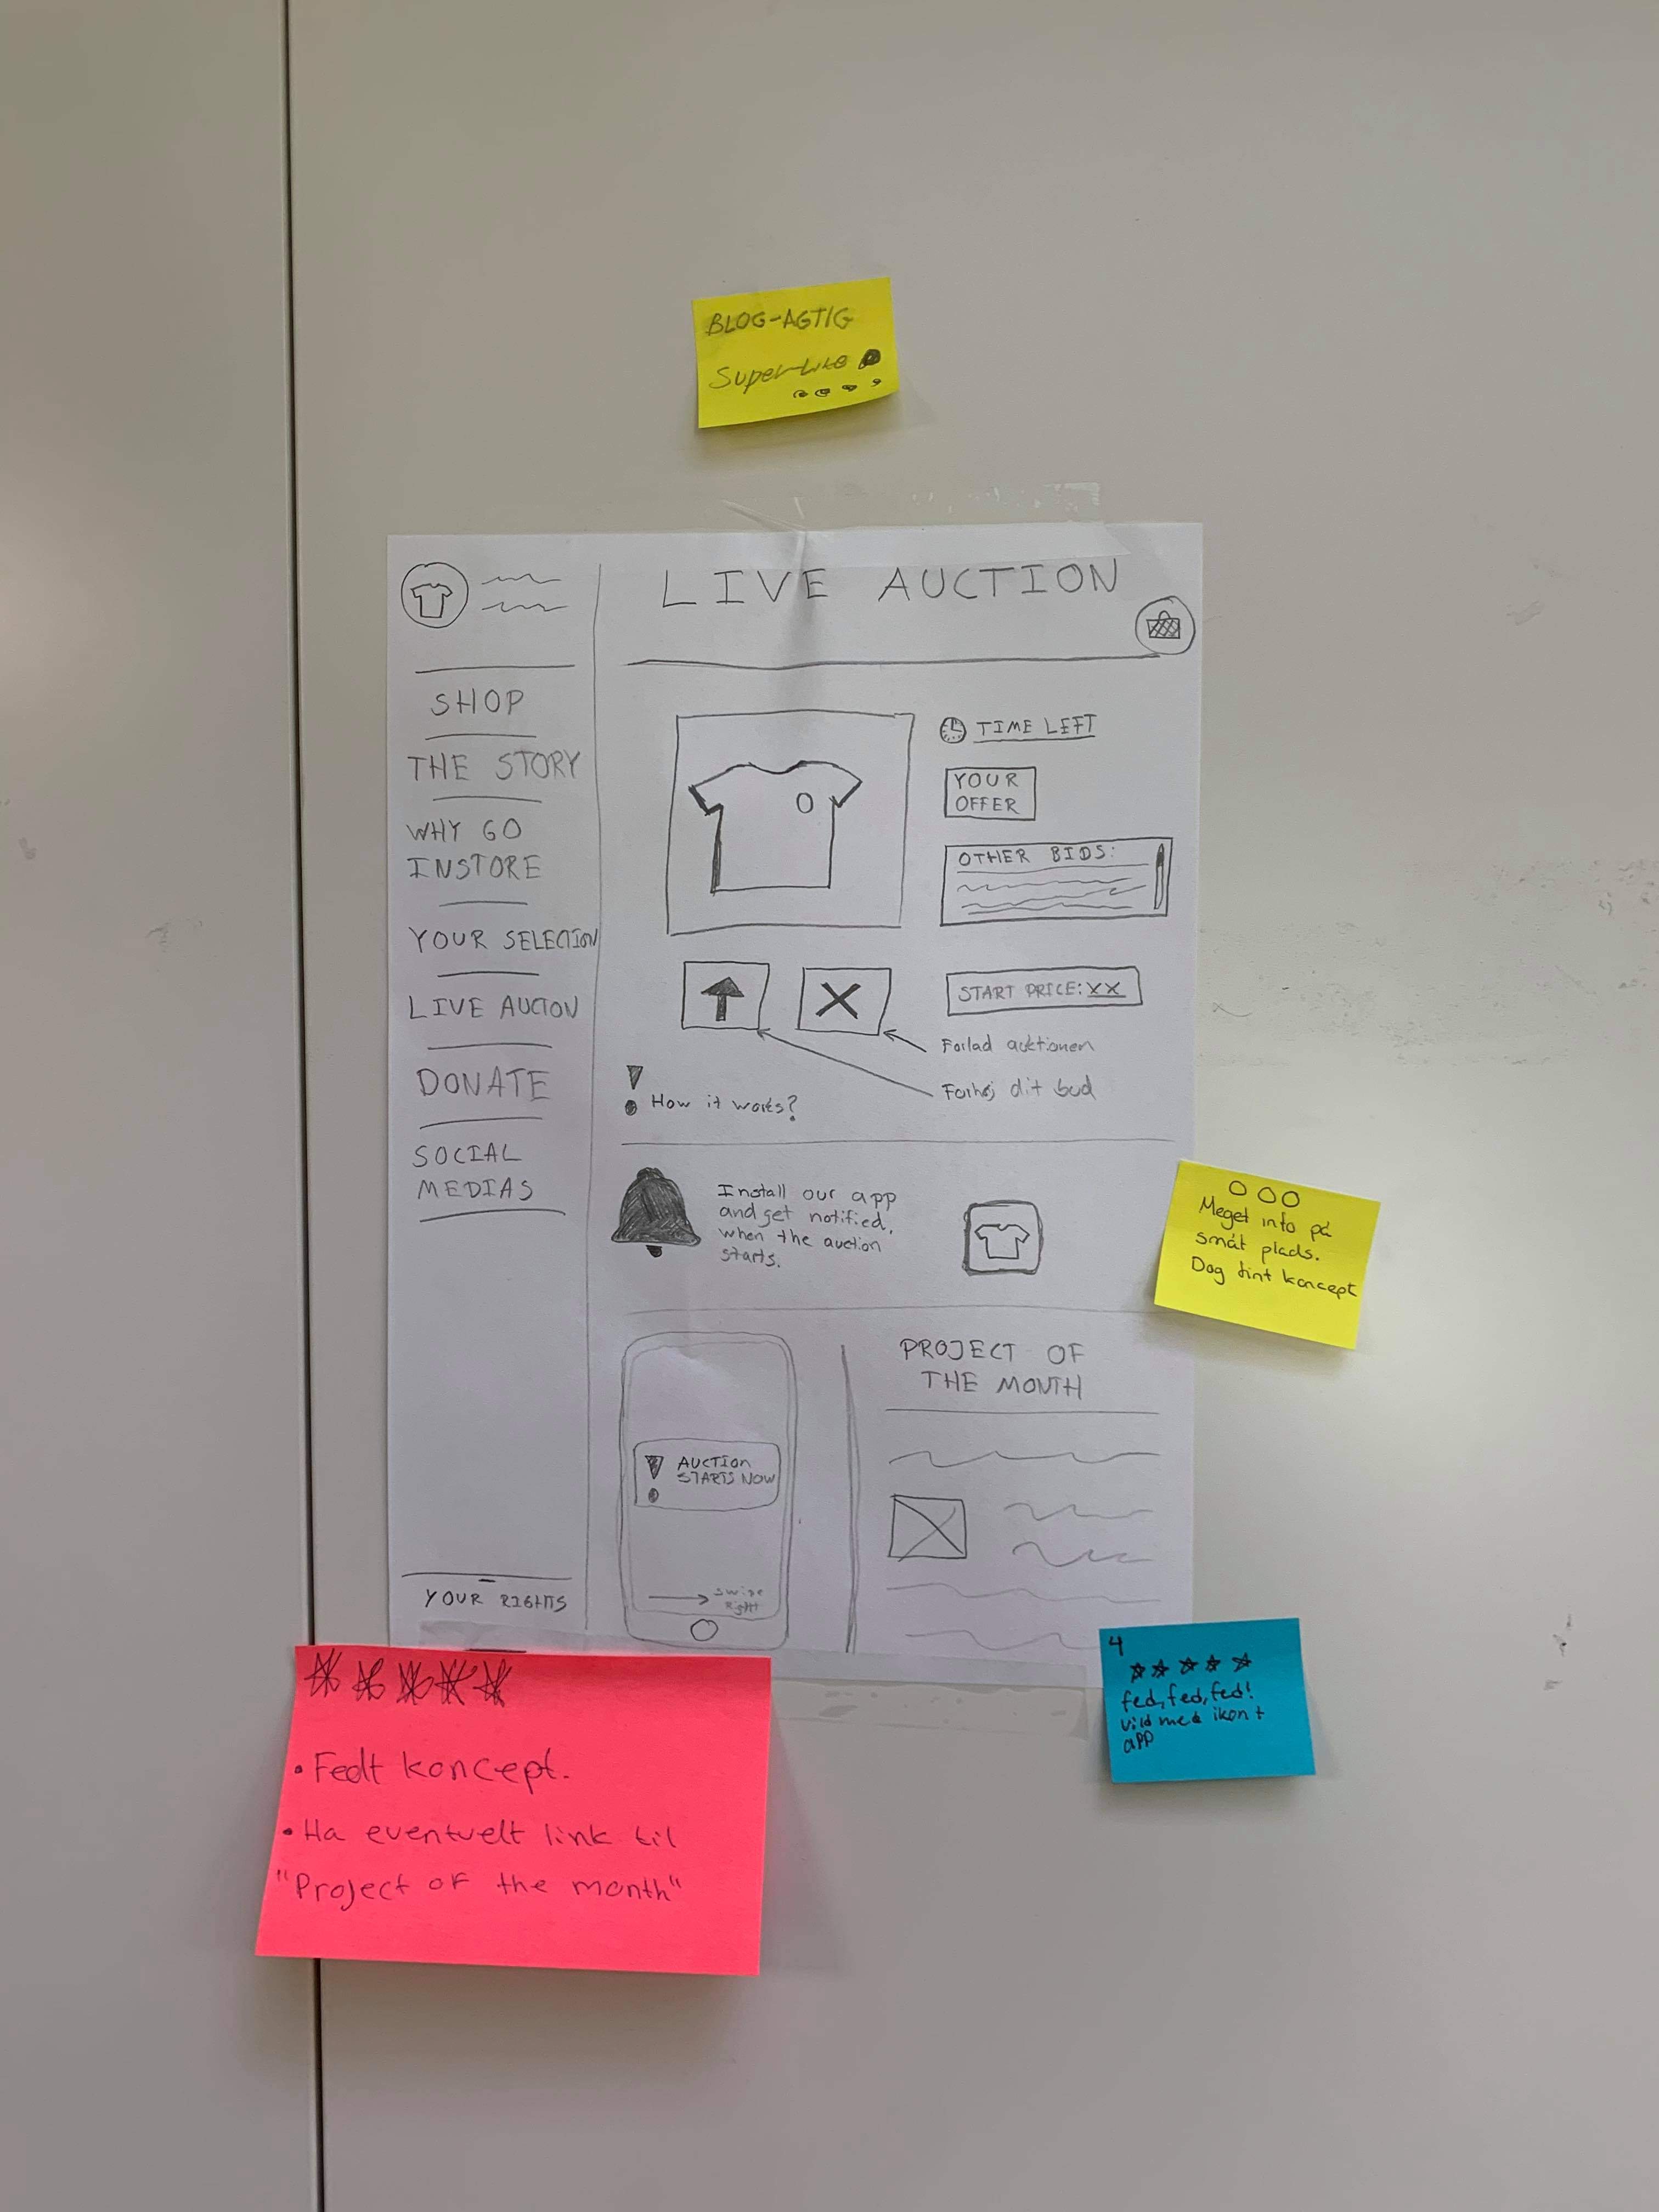 BLOG-AGTIG
Super-Like
LIVE AUCTION
SHOP
THE STORY
WHY GO
INSTORE
YOUR SELECTION
LIVE AUCTION
DONATE
SOCIAL
MEDIAS
YOUR RIGHTS
TIME LEFT
YOUR
OFFER
OTHER BIDS:
START PRICE: XX
Forlad auktionen
Forhøj dit bud
How it works?
Install our app
and get notified,
when the auction
starts.
AUCTION
STARTS NOW
swipe
Right
PROJECT OF
THE MONTH
Meget info på
småt plads.
Dog fint koncept
4
fed, fed, fed!
vild med ikon +
app
• Fedt koncept.
• Ha eventuelt link til
"Project of the month"